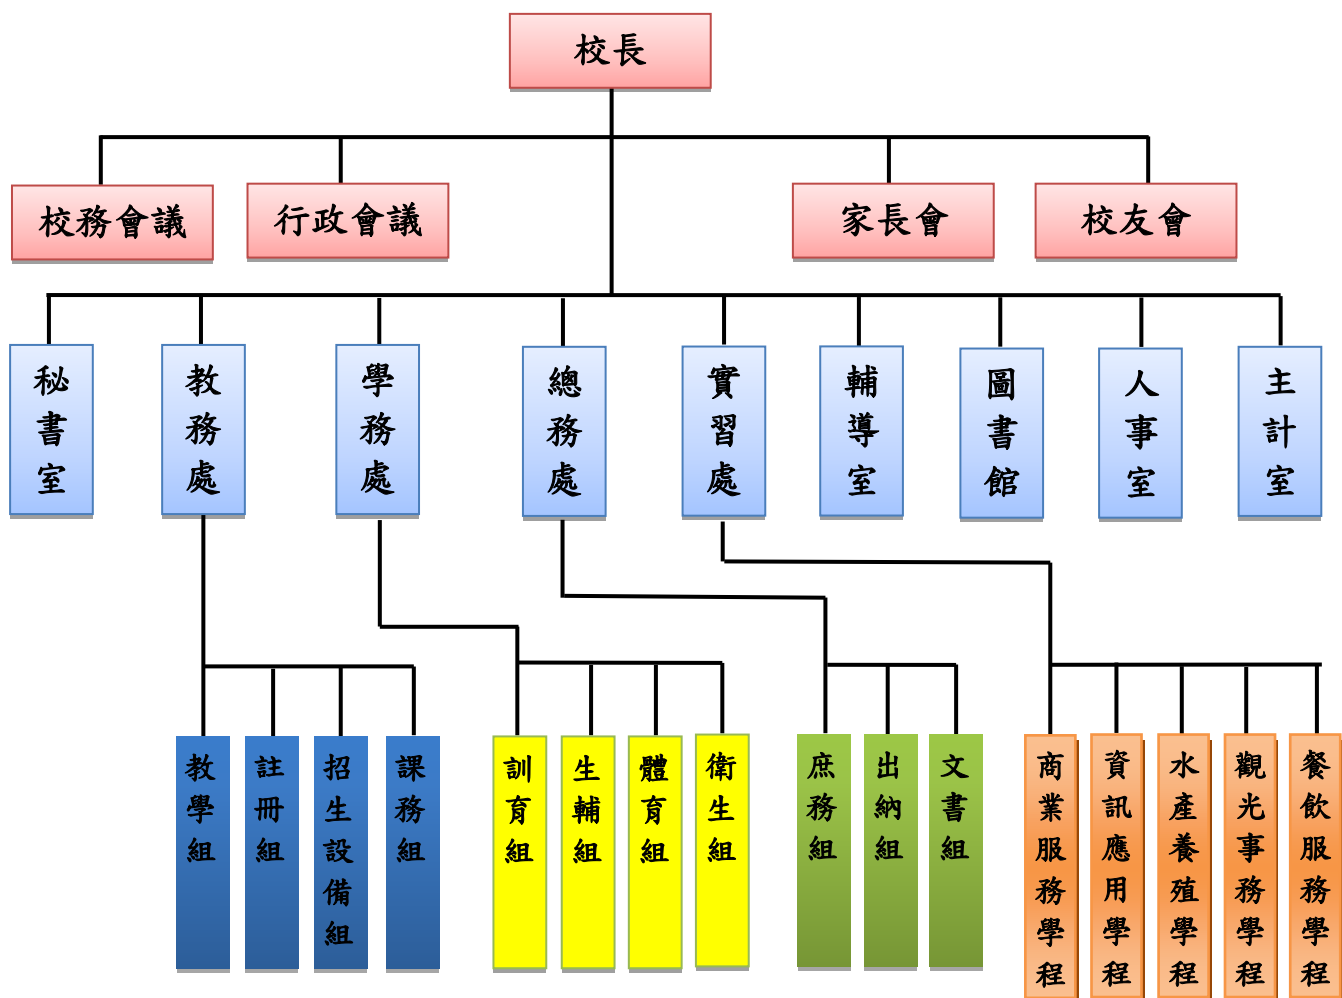 校長
校務會議
行政會議
家長會
校友會
秘書室
教務處
學務處
總務處
實習處
輔導室
圖書館
人事室
主計室
教學組
註冊組
招生設備組
課務組
訓育組
生輔組
體育組
衛生組
庶務組
出納組
文書組
商業服務學程
資訊應用學程
水產養殖學程
觀光事務學程
餐飲服務學程